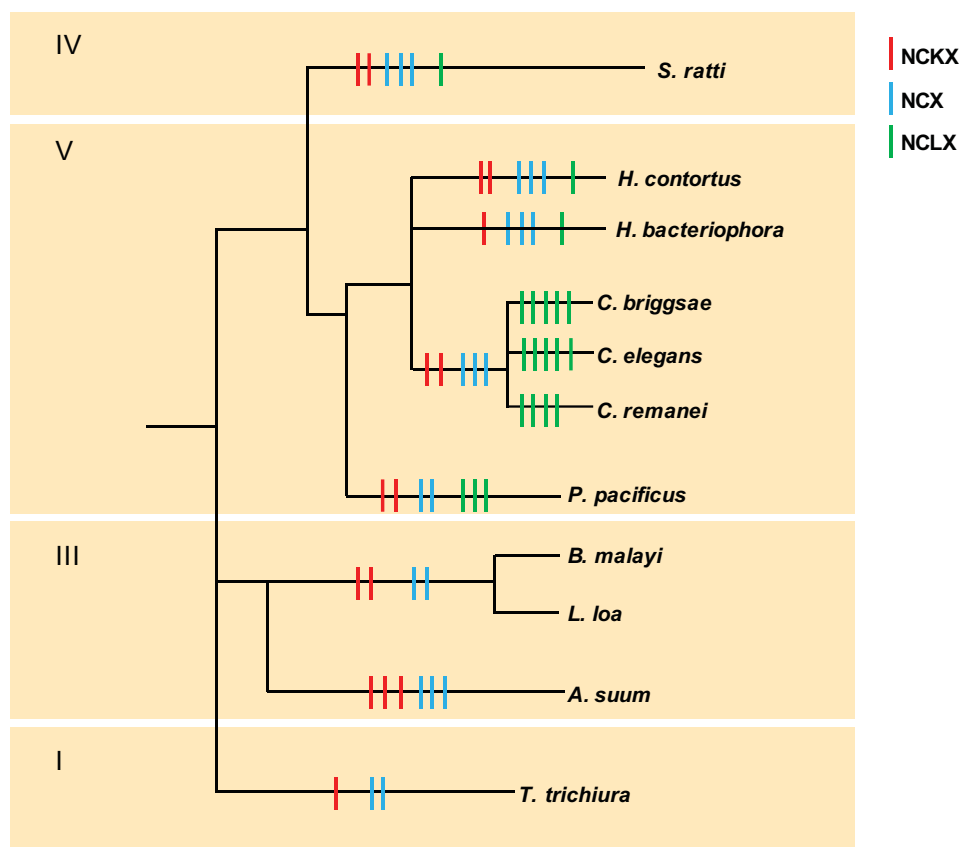 IV
S. ratti
NCKX
NCX
NCLX
V
H. contortus
H. bacteriophora
C. briggsae
C. elegans
C. remanei
P. pacificus
III
B. malayi
L. loa
A. suum
I
T. trichiura